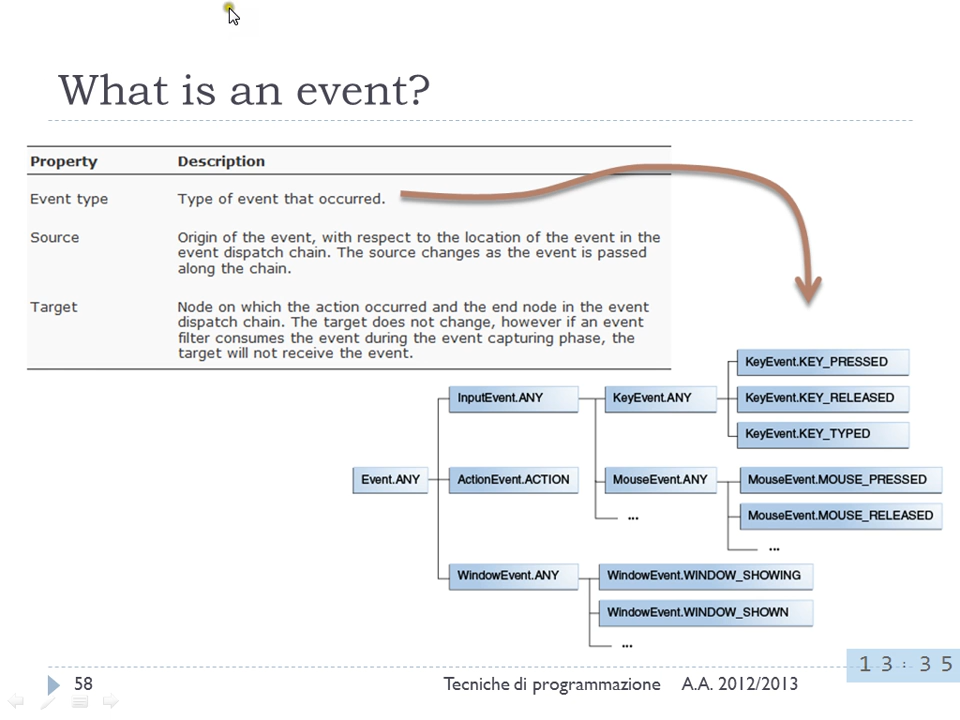 What is an event?
Property Description
Event type Type of event that occurred.
Source Origin of the event, with respect to the location of the event in the
event dispatch chain. The source changes as the event is passed
along the chain.
Target Node on which the action occurred and the end node in the event
dispatch chain. The target does not change, however if an event
filter consumes the event during the event capturing phase, the
target will not receive the event.
KeyEvent.KEY_PRESSED
InputEvent.ANY KeyEvent.ANY KeyEvent.KEY_RELEASED
KeyEvent.KEY_TYPED
Event.ANY ActionEvent.ACTION MouseEvent.ANY MouseEvent.MOUSE_PRESSED
... MouseEvent.MOUSE_RELEASED
...
WindowEvent.ANY WindowEvent.WINDOW_SHOWING
WindowEvent.WINDOW_SHOWN
...
58 Tecniche di programmazione A.A. 2012/2013 13:35